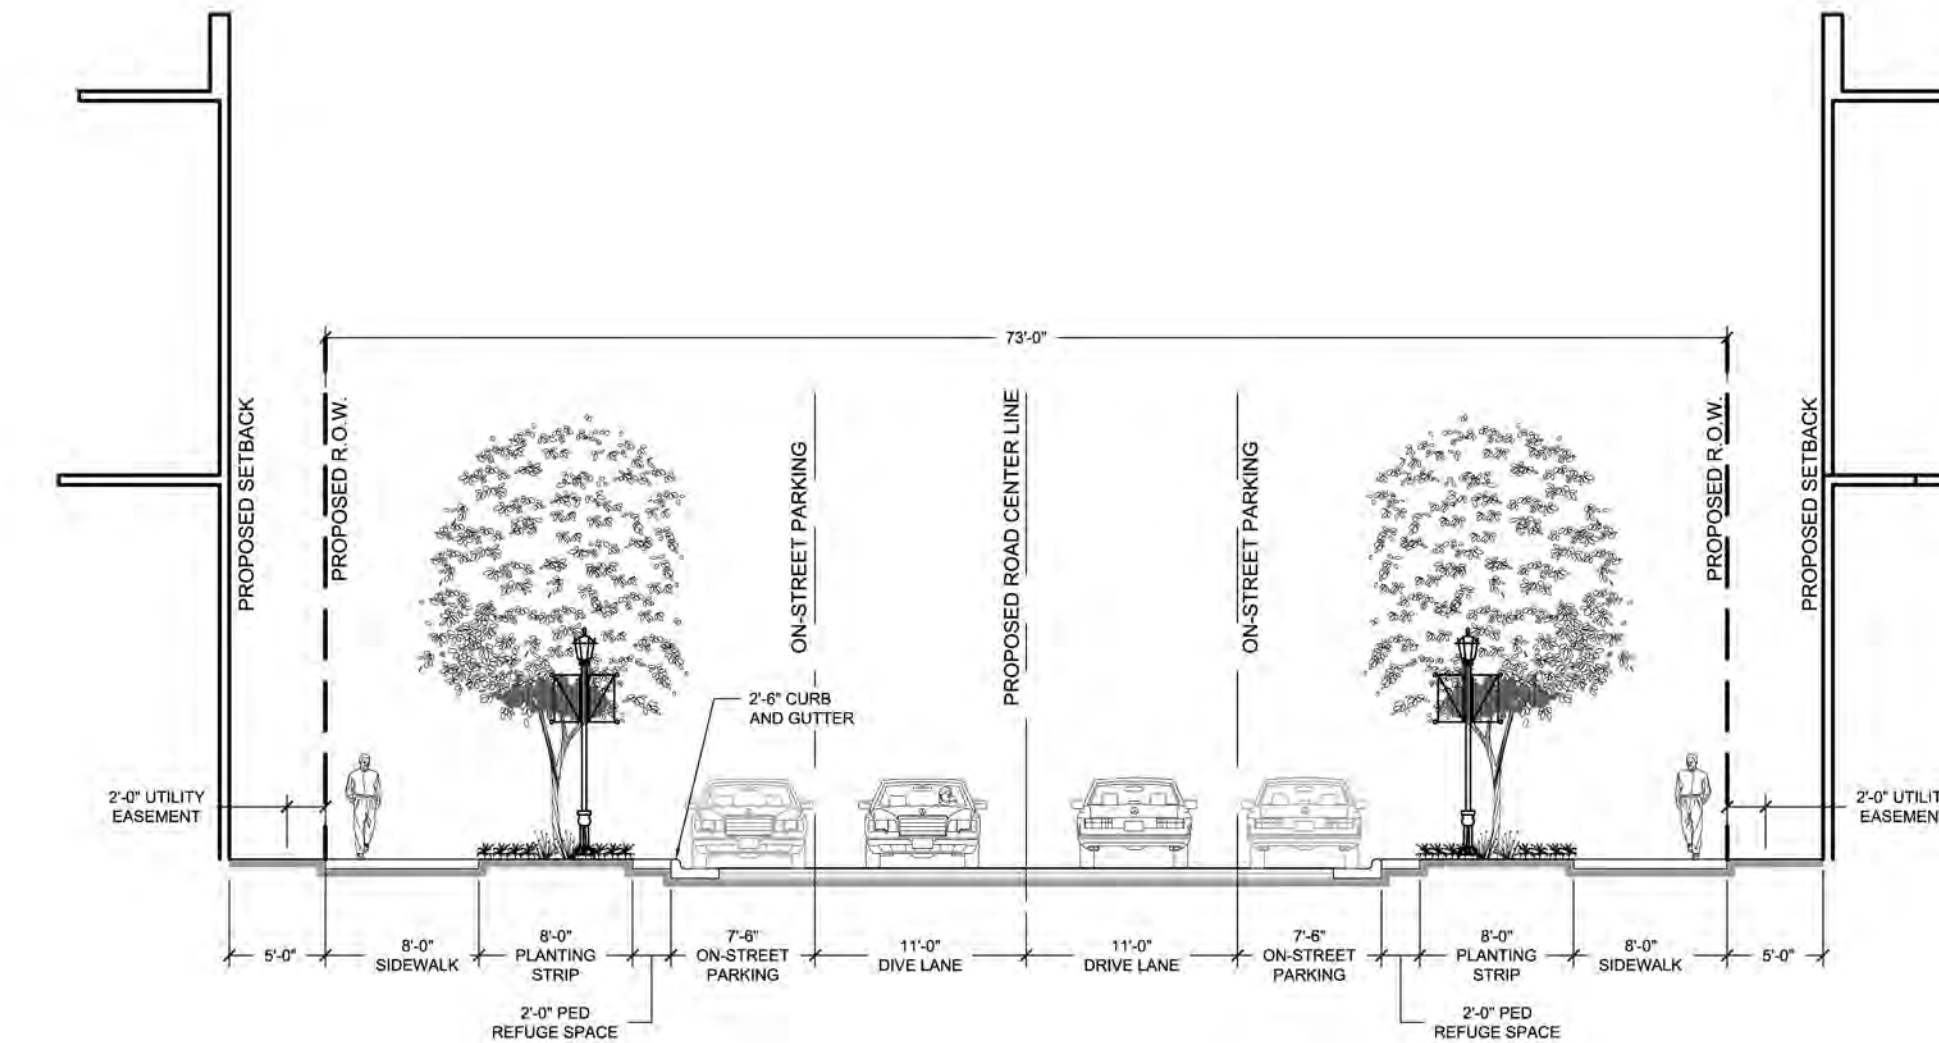 73'-0"
PROPOSED SETBACK
PROPOSED R.O.W.
ON-STREET PARKING
PROPOSED ROAD CENTER LINE
ON-STREET PARKING
PROPOSED R.O.W.
PROPOSED SETBACK
2'-6" CURB
AND GUTTER
2'-0" UTILITY
EASEMENT
2'-0" UTILIT
EASEMEN
5'-0"
8'-0"
SIDEWALK
8'-0"
PLANTING
STRIP
7'-6"
ON-STREET
PARKING
11'-0"
DIVE LANE
11'-0"
DRIVE LANE
7'-6"
ON-STREET
PARKING
8'-0"
PLANTING
STRIP
8'-0"
SIDEWALK
5'-0"
2'-0" PED
REFUGE SPACE
2'-0" PED
REFUGE SPACE